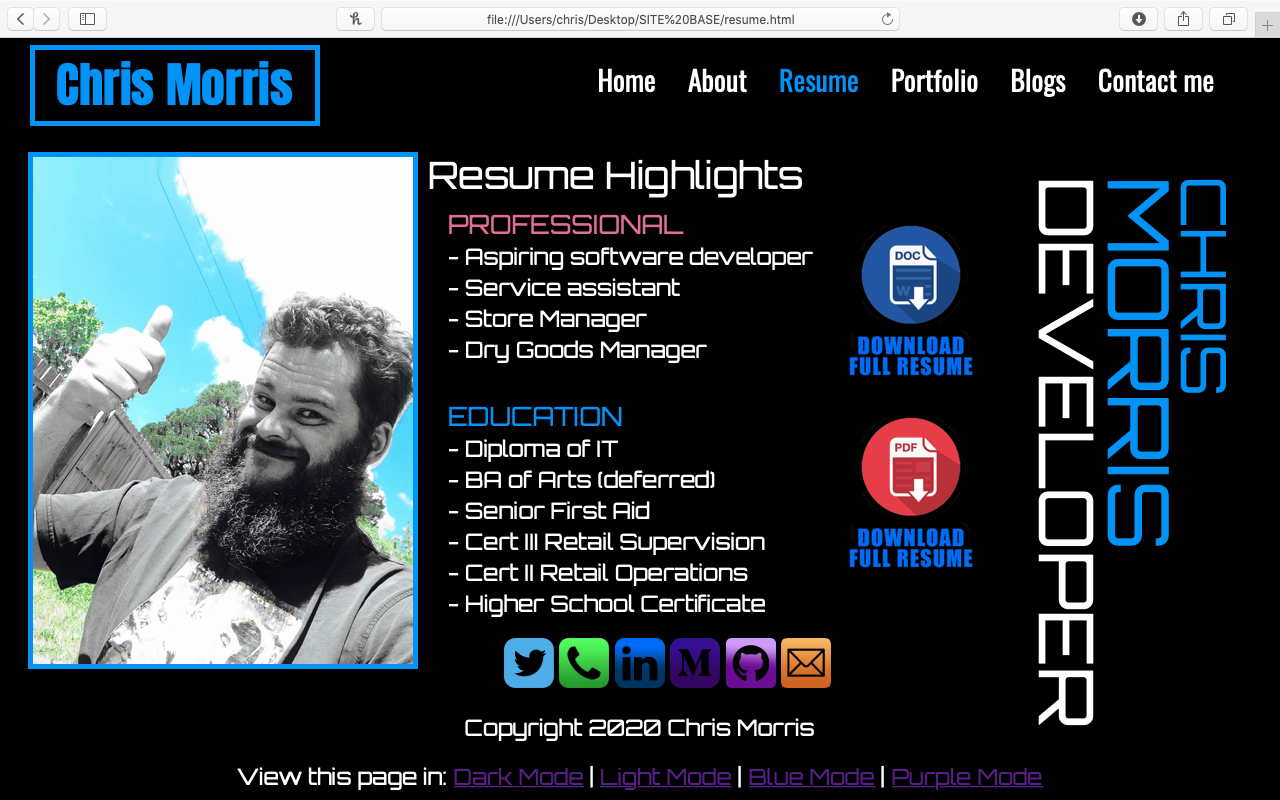 file:///Users/chris/Desktop/SITE%20BASE/resume.html
Chris Morris
Home About Resume Portfolio Blogs Contact me
Resume Highlights
PROFESSIONAL
- Aspiring software developer
- Service assistant
- Store Manager
- Dry Goods Manager
EDUCATION
- Diploma of IT
- BA of Arts (deferred)
- Senior First Aid
- Cert III Retail Supervision
- Cert II Retail Operations
- Higher School Certificate
DOC
W
DOWNLOAD
FULL RESUME
PDF
DOWNLOAD
FULL RESUME
CHRIS
MORRIS
DEVELOPER
in M
Copyright 2020 Chris Morris
View this page in: Dark Mode | Light Mode | Blue Mode | Purple Mode